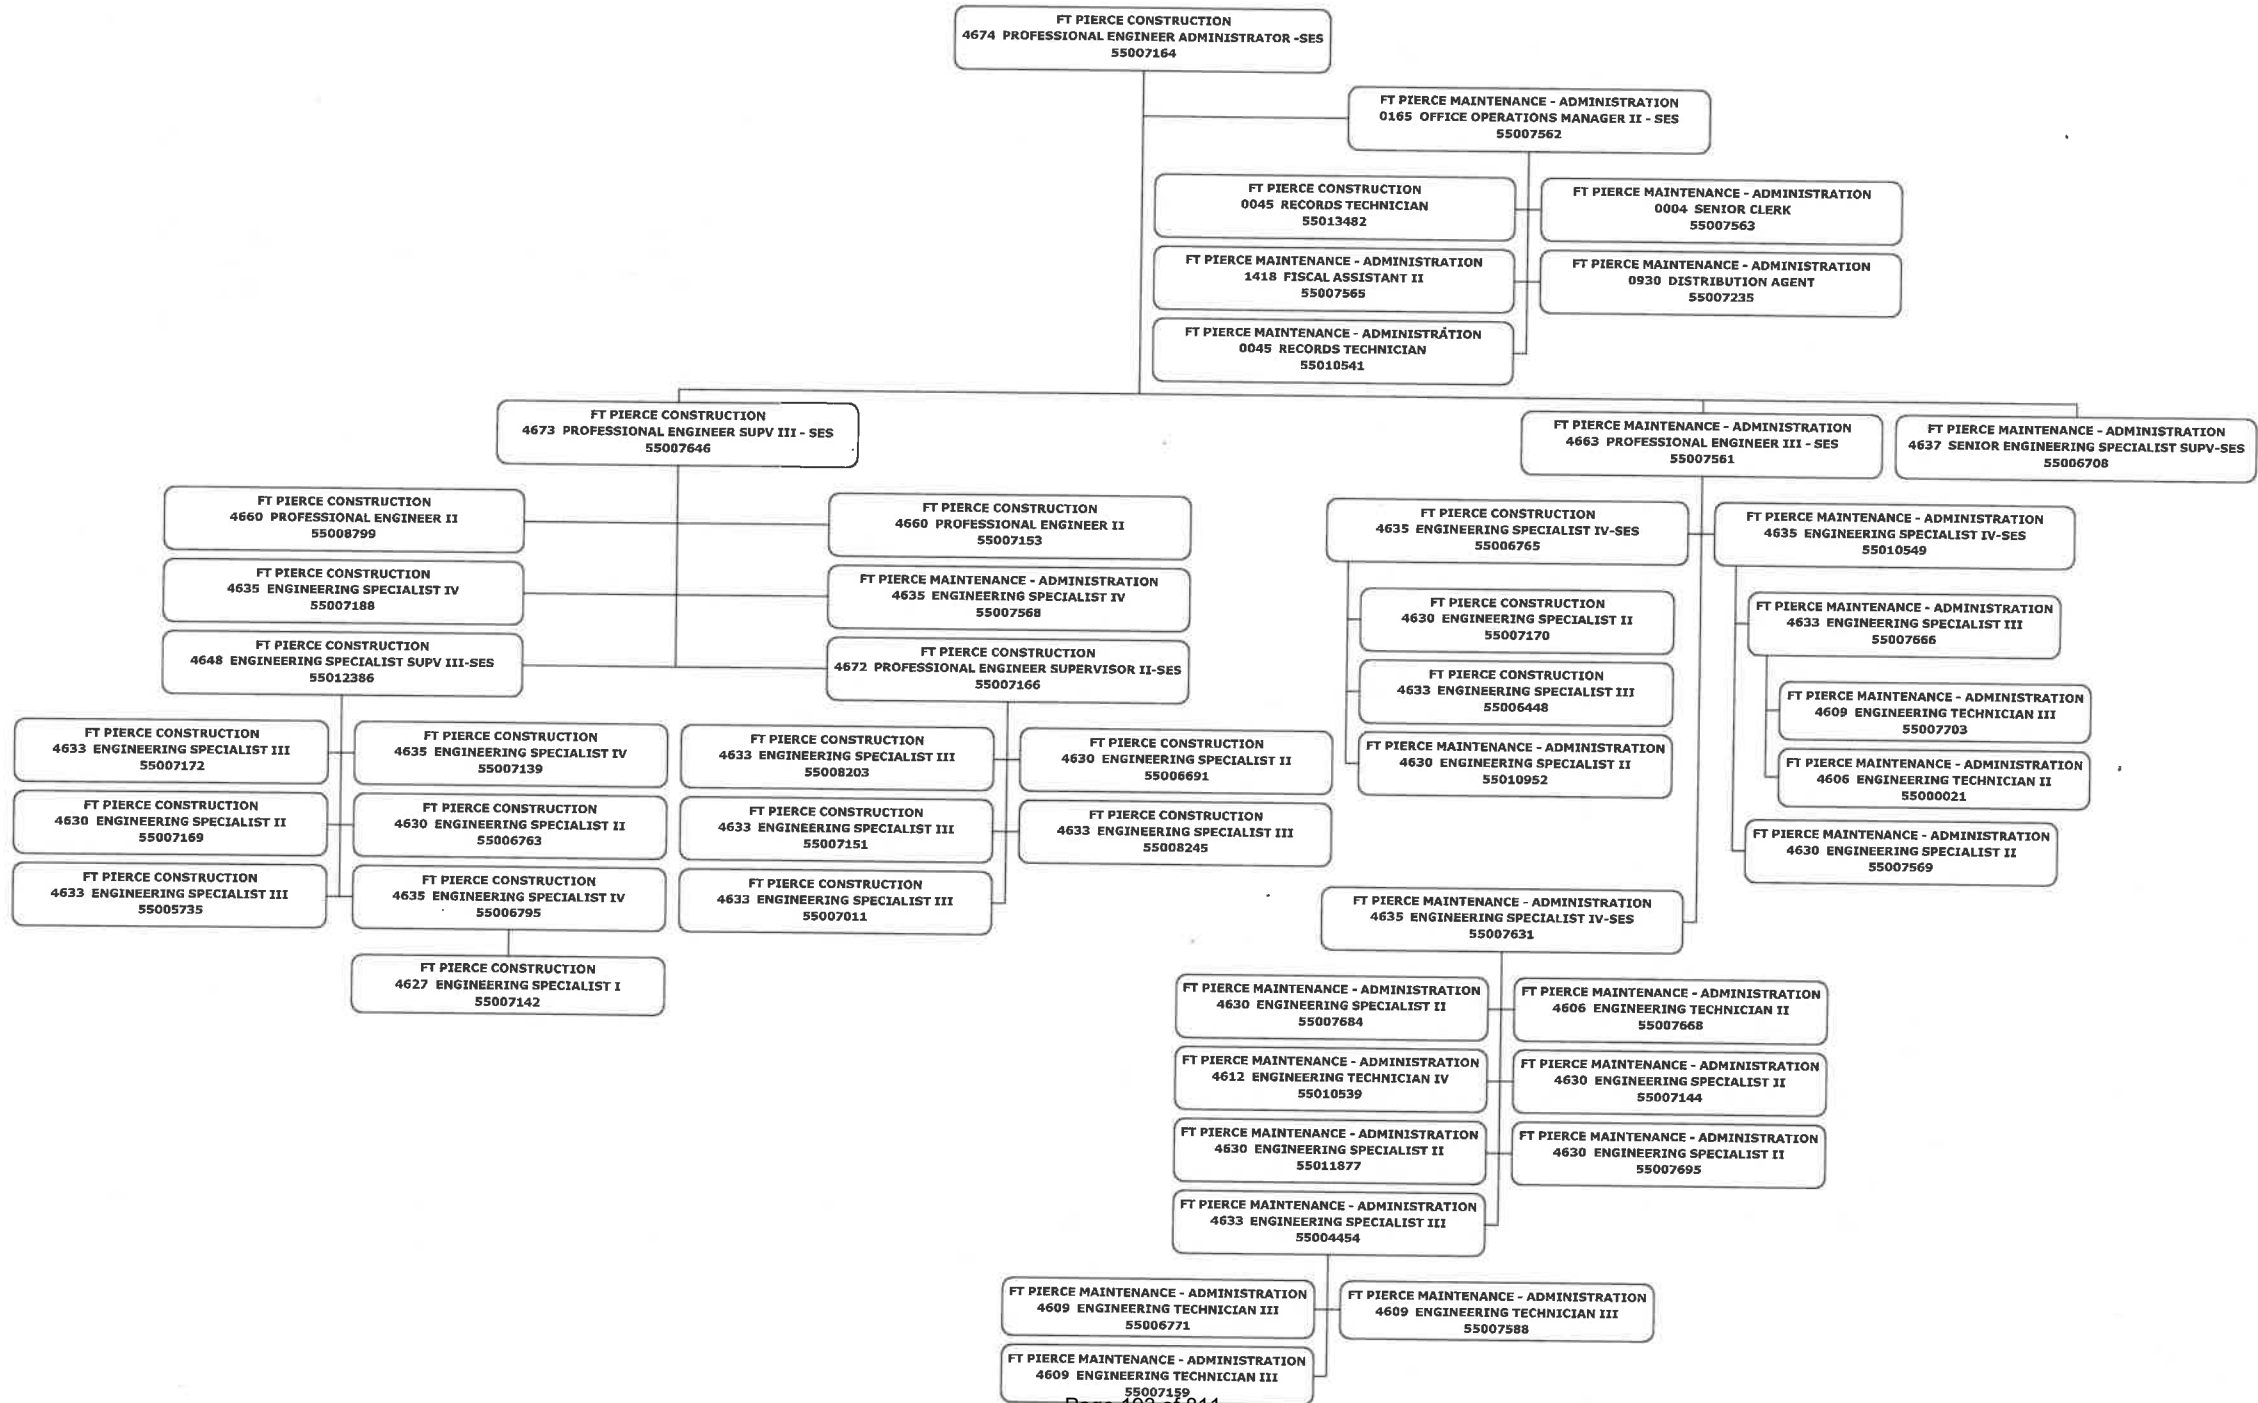 FT PIERCE CONSTRUCTION
4674 PROFESSIONAL ENGINEER ADMINISTRATOR -SES
55007164
FT PIERCE MAINTENANCE - ADMINISTRATION
0165 OFFICE OPERATIONS MANAGER II - SES
55007562
FT PIERCE CONSTRUCTION
0045 RECORDS TECHNICIAN
55013482
FT PIERCE MAINTENANCE - ADMINISTRATION
0004 SENIOR CLERK
55007563
FT PIERCE MAINTENANCE - ADMINISTRATION
1418 FISCAL ASSISTANT II
55007565
FT PIERCE MAINTENANCE - ADMINISTRATION
0930 DISTRIBUTION AGENT
55007235
FT PIERCE MAINTENANCE - ADMINISTRATION
0045 RECORDS TECHNICIAN
55010541
FT PIERCE CONSTRUCTION
4673 PROFESSIONAL ENGINEER SUPV III - SES
55007646
FT PIERCE MAINTENANCE - ADMINISTRATION
4663 PROFESSIONAL ENGINEER III - SES
55007561
FT PIERCE MAINTENANCE - ADMINISTRATION
4637 SENIOR ENGINEERING SPECIALIST SUPV-SES
55006708
FT PIERCE CONSTRUCTION
4660 PROFESSIONAL ENGINEER II
55008799
FT PIERCE CONSTRUCTION
4660 PROFESSIONAL ENGINEER II
55007153
FT PIERCE CONSTRUCTION
4635 ENGINEERING SPECIALIST IV
55007188
FT PIERCE MAINTENANCE - ADMINISTRATION
4635 ENGINEERING SPECIALIST IV
55007568
FT PIERCE CONSTRUCTION
4648 ENGINEERING SPECIALIST SUPV III-SES
55012386
FT PIERCE CONSTRUCTION
4672 PROFESSIONAL ENGINEER SUPERVISOR II-SES
55007166
FT PIERCE CONSTRUCTION
4633 ENGINEERING SPECIALIST III
55007172
FT PIERCE CONSTRUCTION
4635 ENGINEERING SPECIALIST IV
55007139
FT PIERCE CONSTRUCTION
4630 ENGINEERING SPECIALIST II
55007169
FT PIERCE CONSTRUCTION
4630 ENGINEERING SPECIALIST II
55006763
FT PIERCE CONSTRUCTION
4633 ENGINEERING SPECIALIST III
55005735
FT PIERCE CONSTRUCTION
4635 ENGINEERING SPECIALIST IV
55006795
FT PIERCE CONSTRUCTION
4627 ENGINEERING SPECIALIST I
55007142
FT PIERCE CONSTRUCTION
4633 ENGINEERING SPECIALIST III
55008203
FT PIERCE CONSTRUCTION
4630 ENGINEERING SPECIALIST II
55006691
FT PIERCE CONSTRUCTION
4633 ENGINEERING SPECIALIST III
55007151
FT PIERCE CONSTRUCTION
4633 ENGINEERING SPECIALIST III
55008245
FT PIERCE CONSTRUCTION
4633 ENGINEERING SPECIALIST III
55007011
FT PIERCE CONSTRUCTION
4635 ENGINEERING SPECIALIST IV-SES
55006765
FT PIERCE MAINTENANCE - ADMINISTRATION
4635 ENGINEERING SPECIALIST IV-SES
55010549
FT PIERCE CONSTRUCTION
4630 ENGINEERING SPECIALIST II
55007170
FT PIERCE CONSTRUCTION
4633 ENGINEERING SPECIALIST III
55006448
FT PIERCE MAINTENANCE - ADMINISTRATION
4630 ENGINEERING SPECIALIST II
55010952
FT PIERCE MAINTENANCE - ADMINISTRATION
4633 ENGINEERING SPECIALIST III
55007666
FT PIERCE MAINTENANCE - ADMINISTRATION
4609 ENGINEERING TECHNICIAN III
55007703
FT PIERCE MAINTENANCE - ADMINISTRATION
4606 ENGINEERING TECHNICIAN II
55000021
FT PIERCE MAINTENANCE - ADMINISTRATION
4630 ENGINEERING SPECIALIST II
55007569
FT PIERCE MAINTENANCE - ADMINISTRATION
4635 ENGINEERING SPECIALIST IV-SES
55007631
FT PIERCE MAINTENANCE - ADMINISTRATION
4630 ENGINEERING SPECIALIST II
55007684
FT PIERCE MAINTENANCE - ADMINISTRATION
4606 ENGINEERING TECHNICIAN II
55007668
FT PIERCE MAINTENANCE - ADMINISTRATION
4612 ENGINEERING TECHNICIAN IV
55010539
FT PIERCE MAINTENANCE - ADMINISTRATION
4630 ENGINEERING SPECIALIST II
55007144
FT PIERCE MAINTENANCE - ADMINISTRATION
4630 ENGINEERING SPECIALIST II
55011877
FT PIERCE MAINTENANCE - ADMINISTRATION
4630 ENGINEERING SPECIALIST II
55007695
FT PIERCE MAINTENANCE - ADMINISTRATION
4633 ENGINEERING SPECIALIST III
55004454
FT PIERCE MAINTENANCE - ADMINISTRATION
4609 ENGINEERING TECHNICIAN III
55006771
FT PIERCE MAINTENANCE - ADMINISTRATION
4609 ENGINEERING TECHNICIAN III
55007588
FT PIERCE MAINTENANCE - ADMINISTRATION
4609 ENGINEERING TECHNICIAN III
55007159